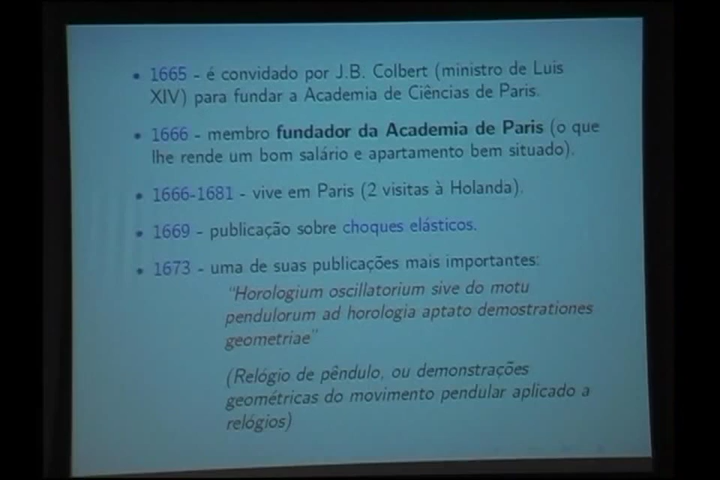 • 1665 - é convidado por J.B. Colbert (ministro de Luis
XIV) para fundar a Academia de Ciências de Paris.
• 1666 - membro fundador da Academia de Paris (o que
lhe rende um bom salário e apartamento bem situado).
• 1666-1681 - vive em Paris (2 visitas à Holanda).
• 1669 - publicação sobre choques elásticos.
• 1673 - uma de suas publicações mais importantes:
"Horologium oscillatorium sive do motu
pendulorum ad horologia aptato demostrationes
geometriae"
(Relógio de pêndulo, ou demonstrações
geométricas do movimento pendular aplicado a
relógios)